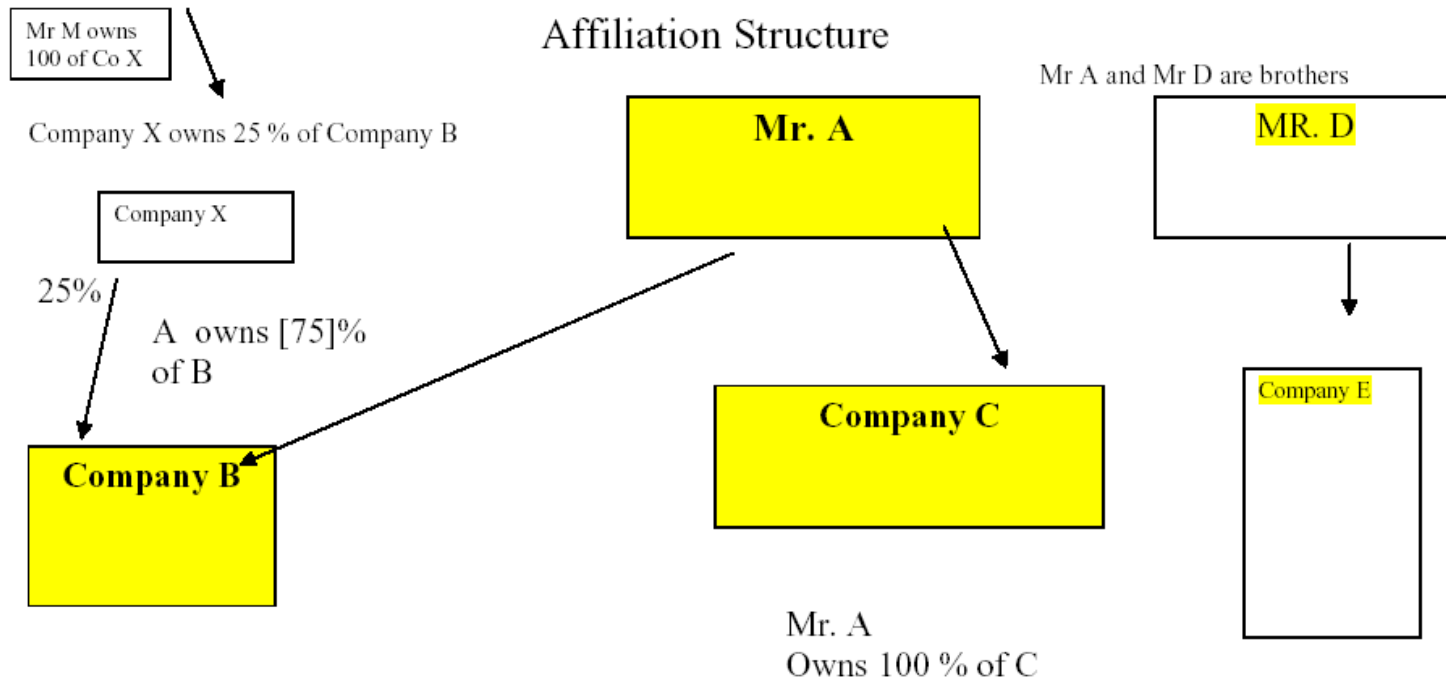 Mr M owns
100 of Co X
Affiliation Structure
Mr A and Mr D are brothers
Company X owns 25 % of Company B
Mr. A
MR. D
Company X
25%
A owns [75]%
of B
Company B
Company C
Company E
Mr. A
Owns 100 % of C